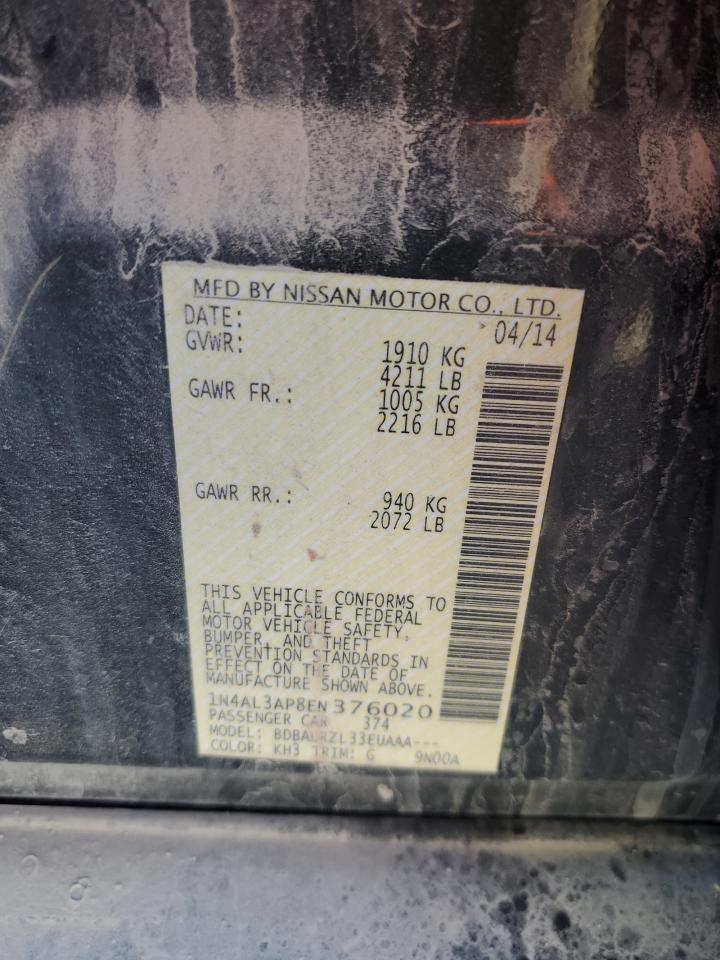 MFD BY NISSAN MOTOR CO., LTD.
DATE: 04/14
GVWR: 1910 KG
4211 LB
GAWR FR.: 1005 KG
2216 LB
GAWR RR.: 940 KG
2072 LB
THIS VEHICLE CONFORMS TO
ALL APPLICABLE FEDERAL
MOTOR VEHICLE SAFETY,
BUMPER, AND THEFT
PREVENTION STANDARDS IN
EFFECT ON THE DATE OF
MANUFACTURE SHOWN ABOVE.
1N4AL3AP8EN376020
PASSENGER CAR 374
MODEL: BDBALRZL33EUAAA---
COLOR: KH3 TRIM: G 9N00A